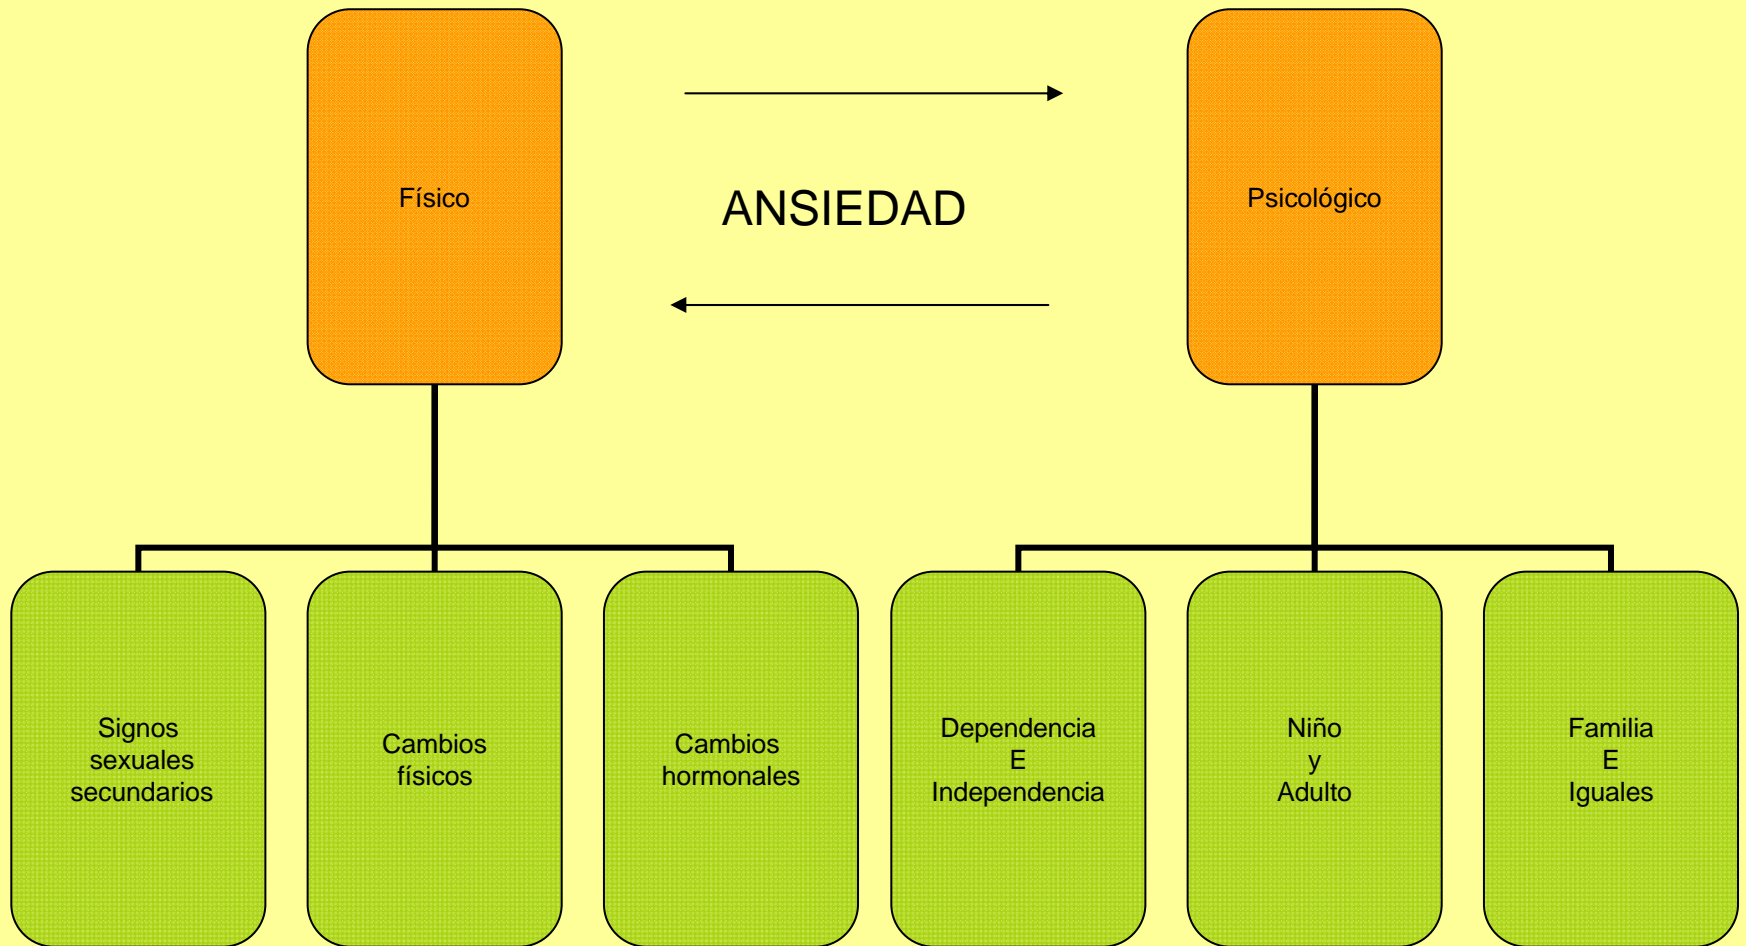 Físico
ANSIEDAD
Psicológico
Signos
sexuales
secundarios
Cambios
físicos
Cambios
hormonales
Dependencia
E
Independencia
Niño
y
Adulto
Familia
E
Iguales